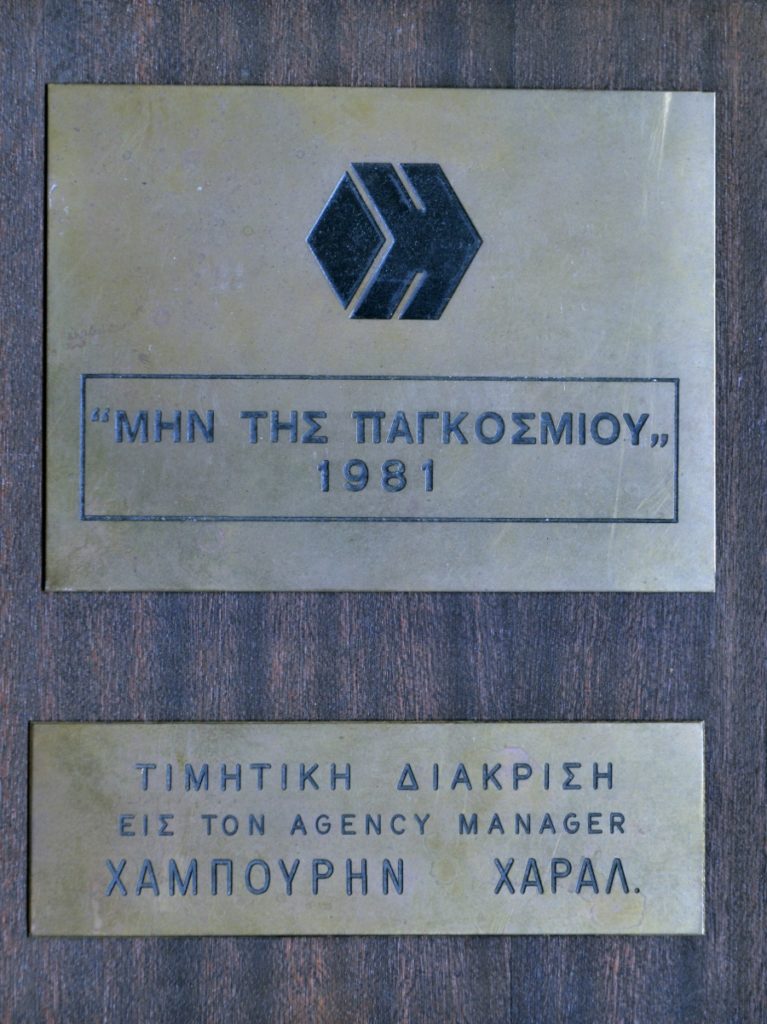 “ΜΗΝ ΤΗΣ ΠΑΓΚΟΣΜΙΟΥ„
1981
ΤΙΜΗΤΙΚΗ ΔΙΑΚΡΙΣΗ
ΕΙΣ ΤΟΝ AGENCY MANAGER
ΧΑΜΠΟΥΡΗΝ ΧΑΡΑΛ.